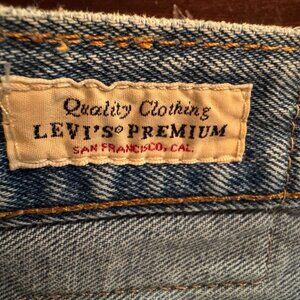 Quality Clothing
LEVI'S® PREMIUM
SAN FRANCISCO, CAL.